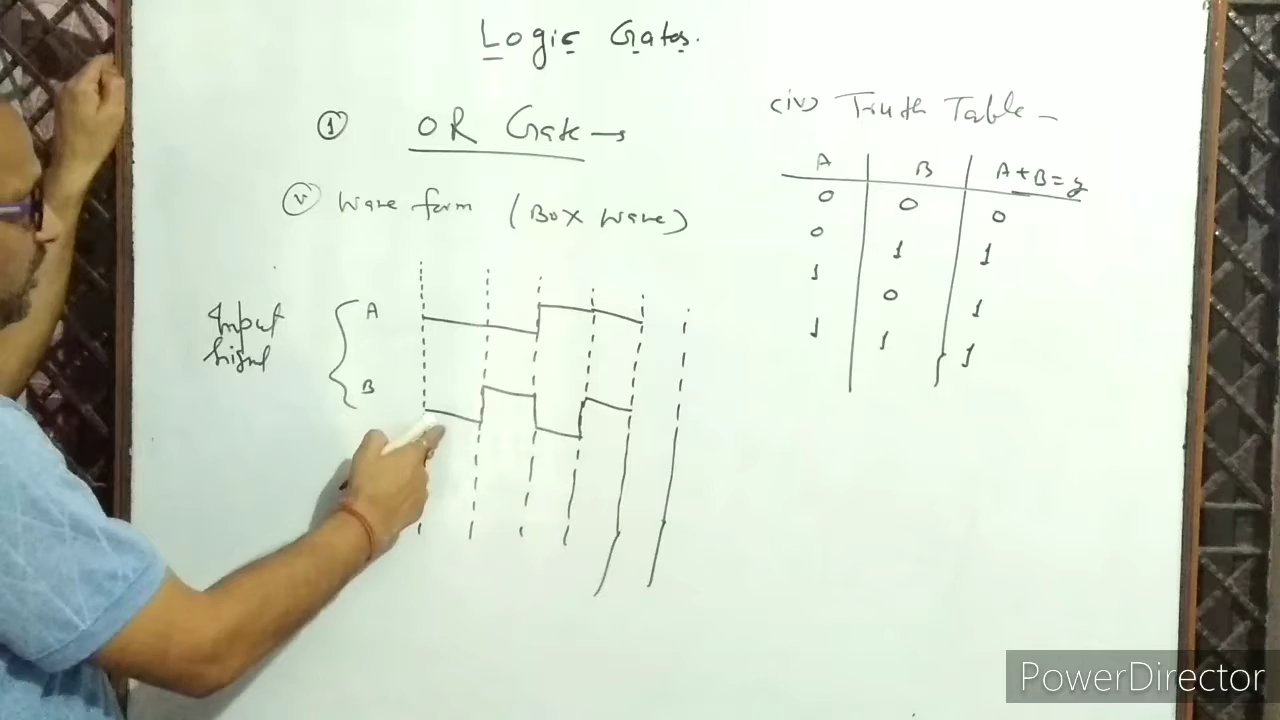 Logic Gates.
① OR Gate →
(iv) Truth Table -
ⓥ Wave form (Box Wave)
A B A+B=y
0 0 0
0 1 1
1 0 1
1 1 1
Input
Signal
A
B
PowerDirector